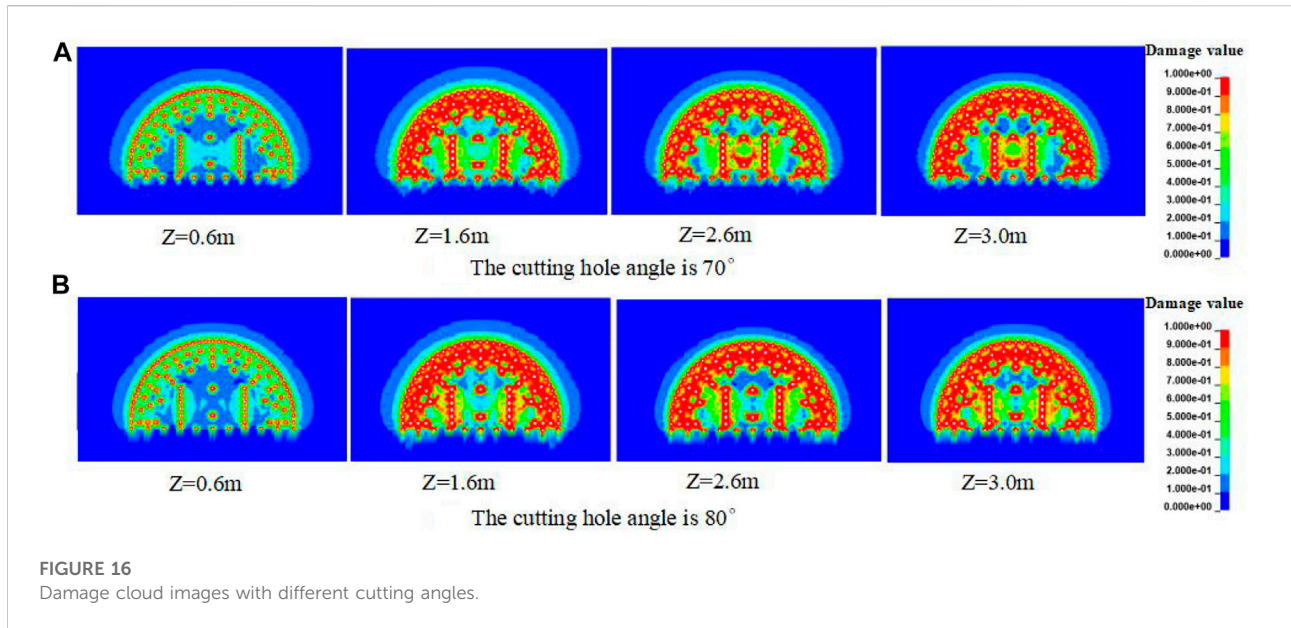 A
Damage value
1.000e+00
9.000e-01
8.000e-01
7.000e-01
6.000e-01
5.000e-01
4.000e-01
3.000e-01
2.000e-01
1.000e-01
0.000e+00
Z=0.6m
Z=1.6m
Z=2.6m
Z=3.0m
The cutting hole angle is 70°
B
Damage value
1.000e+00
9.000e-01
8.000e-01
7.000e-01
6.000e-01
5.000e-01
4.000e-01
3.000e-01
2.000e-01
1.000e-01
0.000e+00
Z=0.6m
Z=1.6m
Z=2.6m
Z=3.0m
The cutting hole angle is 80°
FIGURE 16
Damage cloud images with different cutting angles.